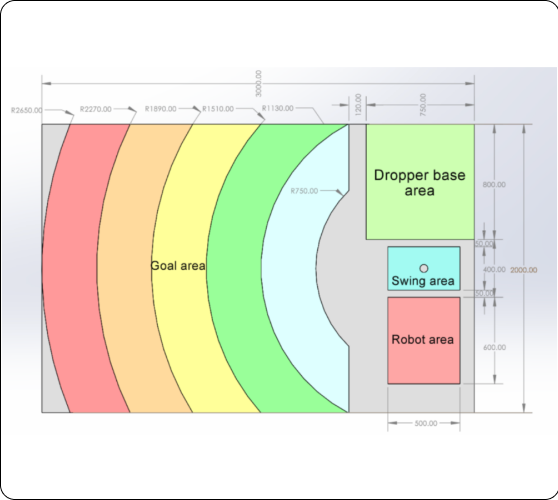 3000.00
R2650.00
R2270.00
R1890.00
R1510.00
R1130.00
120.00
750.00
Dropper base
area
800.00
R750.00
50.00
Goal area
Swing area
400.00
2000.00
50.00
Robot area
600.00
500.00